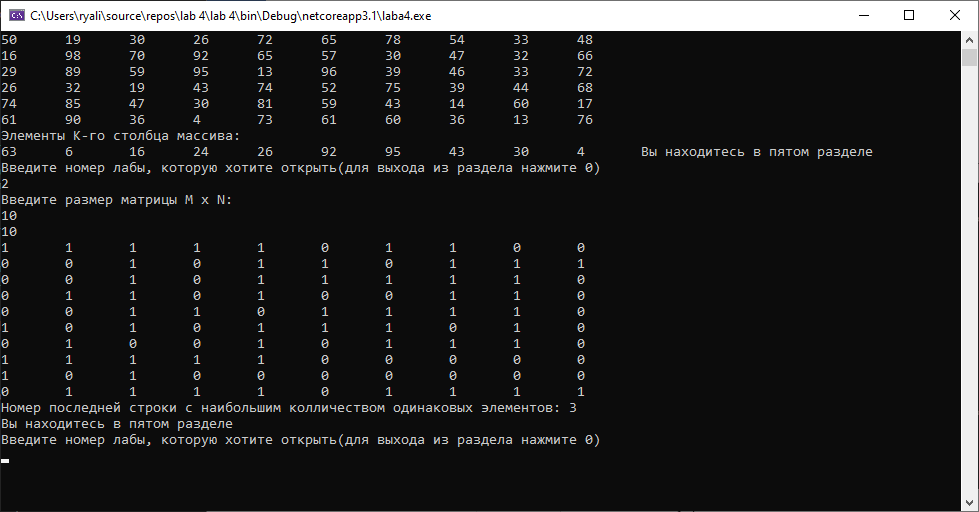 C:\Users\ryali\source\repos\lab 4\lab 4\bin\Debug\netcoreapp3.1\laba4.exe
50 19 30 26 72 65 78 54 33 48
16 98 70 92 65 57 30 47 32 66
29 89 59 95 13 96 39 46 33 72
26 32 19 43 74 52 75 39 44 68
74 85 47 30 81 59 43 14 60 17
61 90 36 4 73 61 60 36 13 76
Элементы К-го столбца массива:
63 6 16 24 26 92 95 43 30 4 Вы находитесь в пятом разделе
Введите номер лабы, которую хотите открыть(для выхода из раздела нажмите 0)
2
Введите размер матрицы M x N:
10
10
1 1 1 1 1 0 1 1 0 0
0 0 1 0 1 1 0 1 1 1
0 0 1 1 0 1 1 1 1 0
0 1 1 0 1 0 0 1 1 0
0 0 1 1 0 1 1 1 1 0
1 0 1 0 1 1 1 0 1 0
0 1 0 0 1 1 1 1 1 0
1 1 1 1 1 0 0 0 0 0
1 0 1 0 0 0 0 0 0 0
0 1 1 1 1 0 1 1 1 1
Номер последней строки с наибольшим колличеством одинаковых элементов: 3
Вы находитесь в пятом разделе
Введите номер лабы, которую хотите открыть(для выхода из раздела нажмите 0)